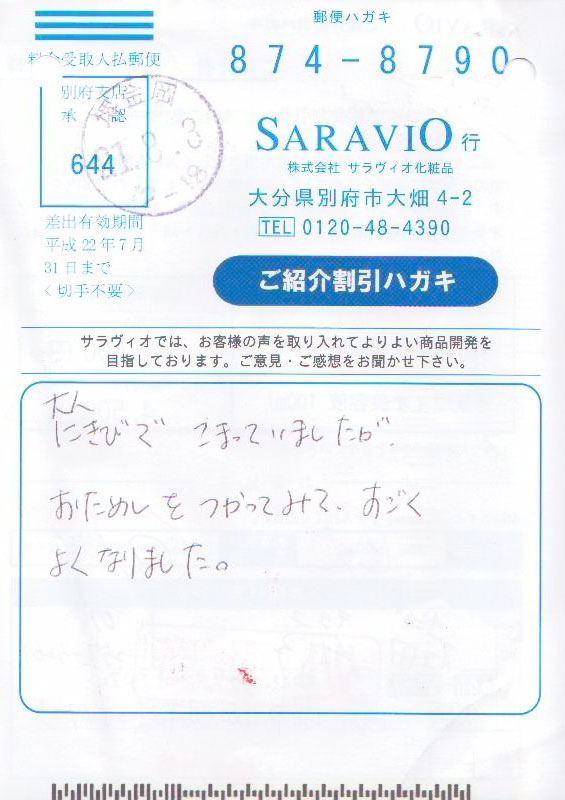 郵便ハガキ
料金受取人払郵便
874-8790
別府支店
承 認
644
21.8.3
12-18
SARAVIO 行
株式会社 サラヴィオ化粧品
大分県別府市大畑 4-2
TEL 0120-48-4390
差出有効期間
平成 22年7月
31日まで
<切手不要>
ご紹介割引ハガキ
サラヴィオでは、お客様の声を取り入れてよりよい商品開発を
目指しております。ご意見・ご感想をお聞かせ下さい。
大人
にきびで こまっていましたが、
おためしを つかってみて、すごく
よくなりました。